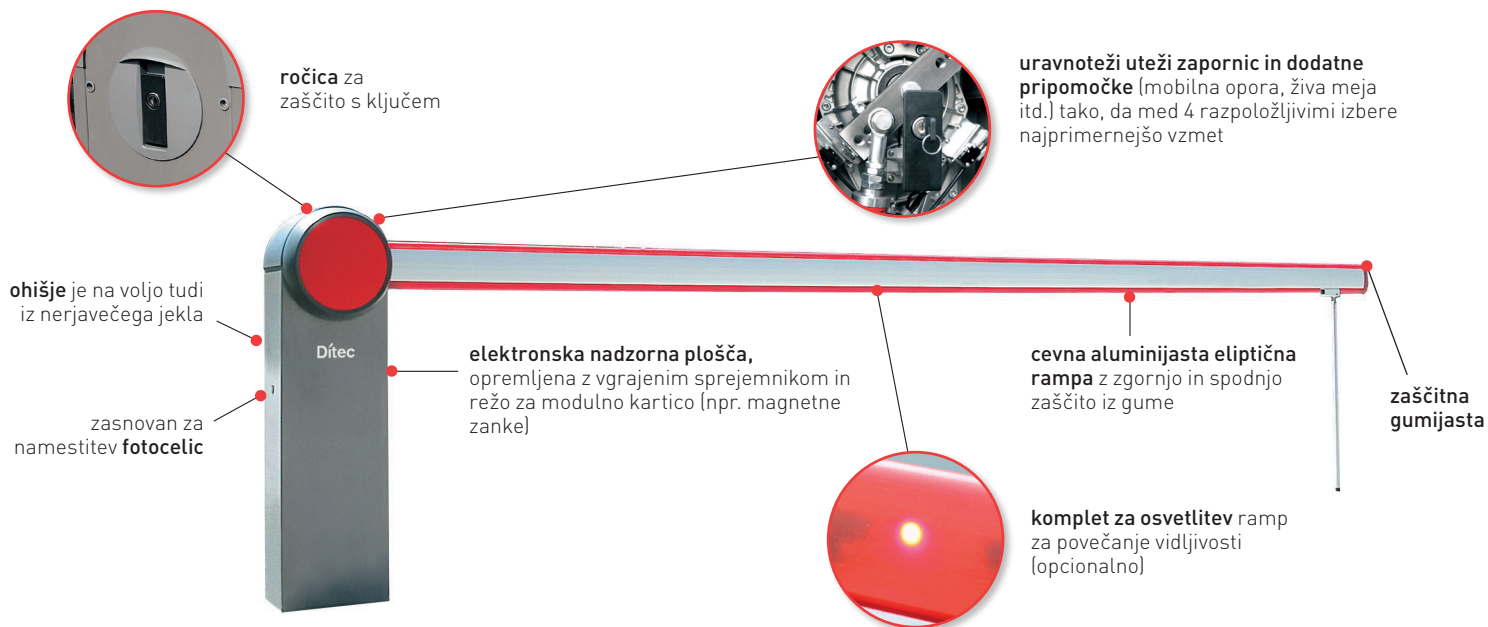 ročica za
zaščito s ključem
uravnoteži uteži zapornic in dodatne
pripomočke (mobilna opora, živa meja
itd.) tako, da med 4 razpoložljivimi izbere
najprimernejšo vzmet
ohišje je na voljo tudi
iz nerjavečega jekla
Dítec
zasnovan za
namestitev fotocelic
elektronska nadzorna plošča,
opremljena z vgrajenim sprejemnikom in
režo za modulno kartico (npr. magnetne
zanke)
cevna aluminijasta eliptična
rampa z zgornjo in spodnjo
zaščito iz gume
zaščitna
gumijasta
komplet za osvetlitev ramp
za povečanje vidljivosti
(opcionalno)